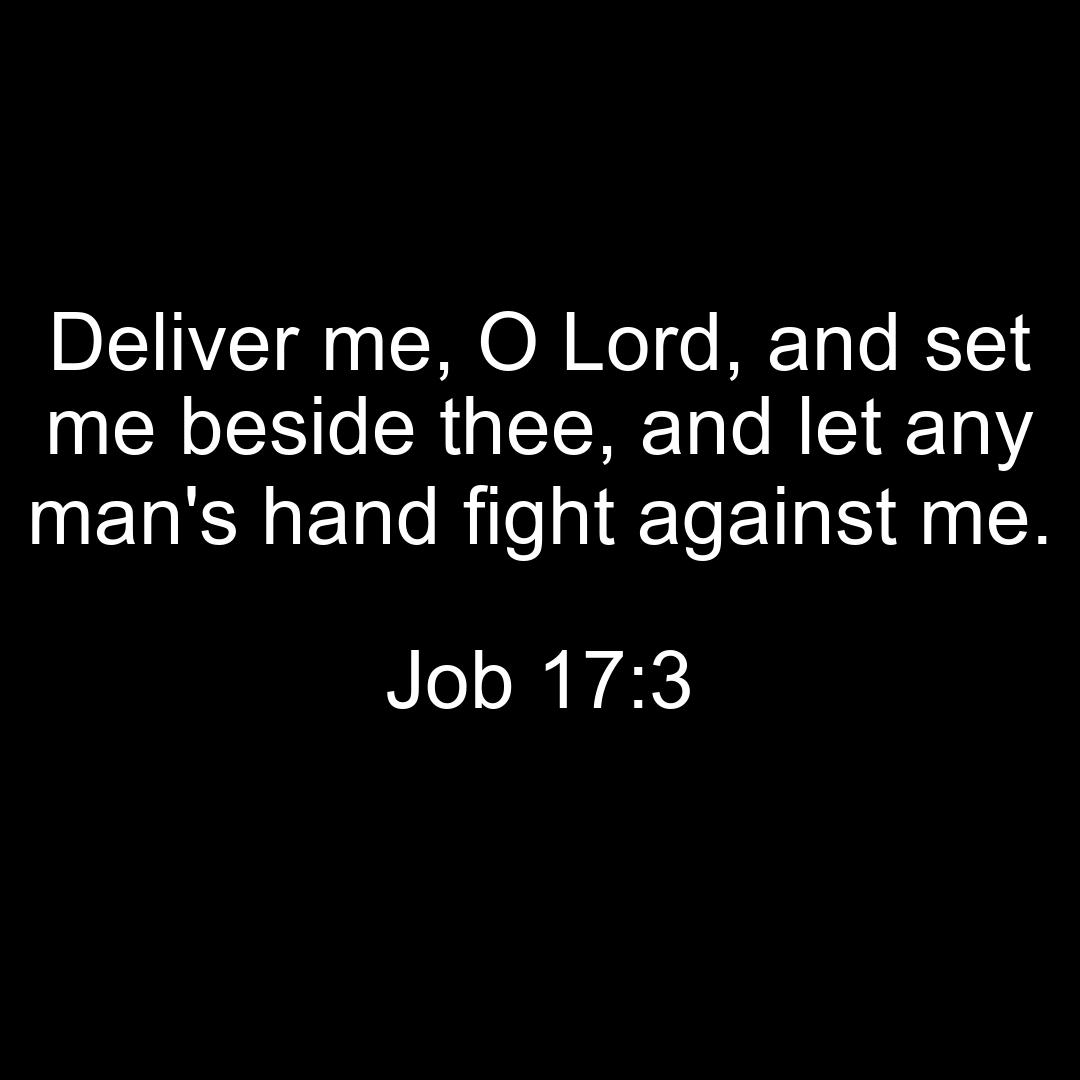 Deliver me, O Lord, and set
me beside thee, and let any
man's hand fight against me.
Job 17:3